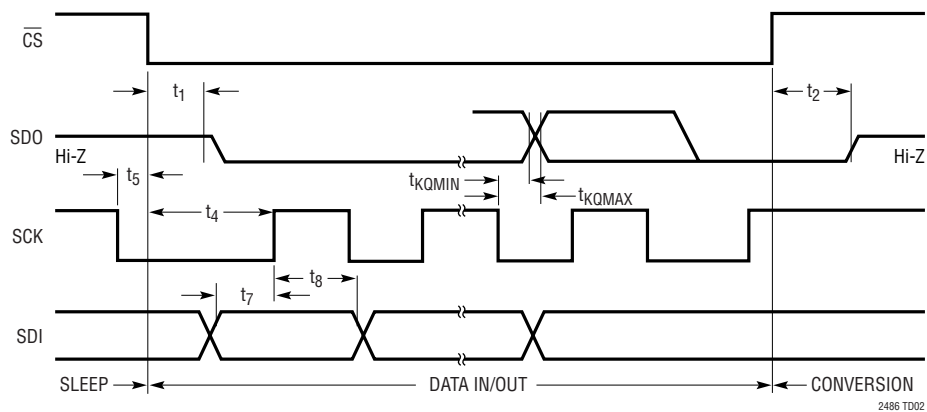 CS
t1
t2
SDO
Hi-Z
Hi-Z
t5
tKQMIN
t4
tKQMAX
SCK
t8
t7
SDI
SLEEP
DATA IN/OUT
CONVERSION
2486 TD02